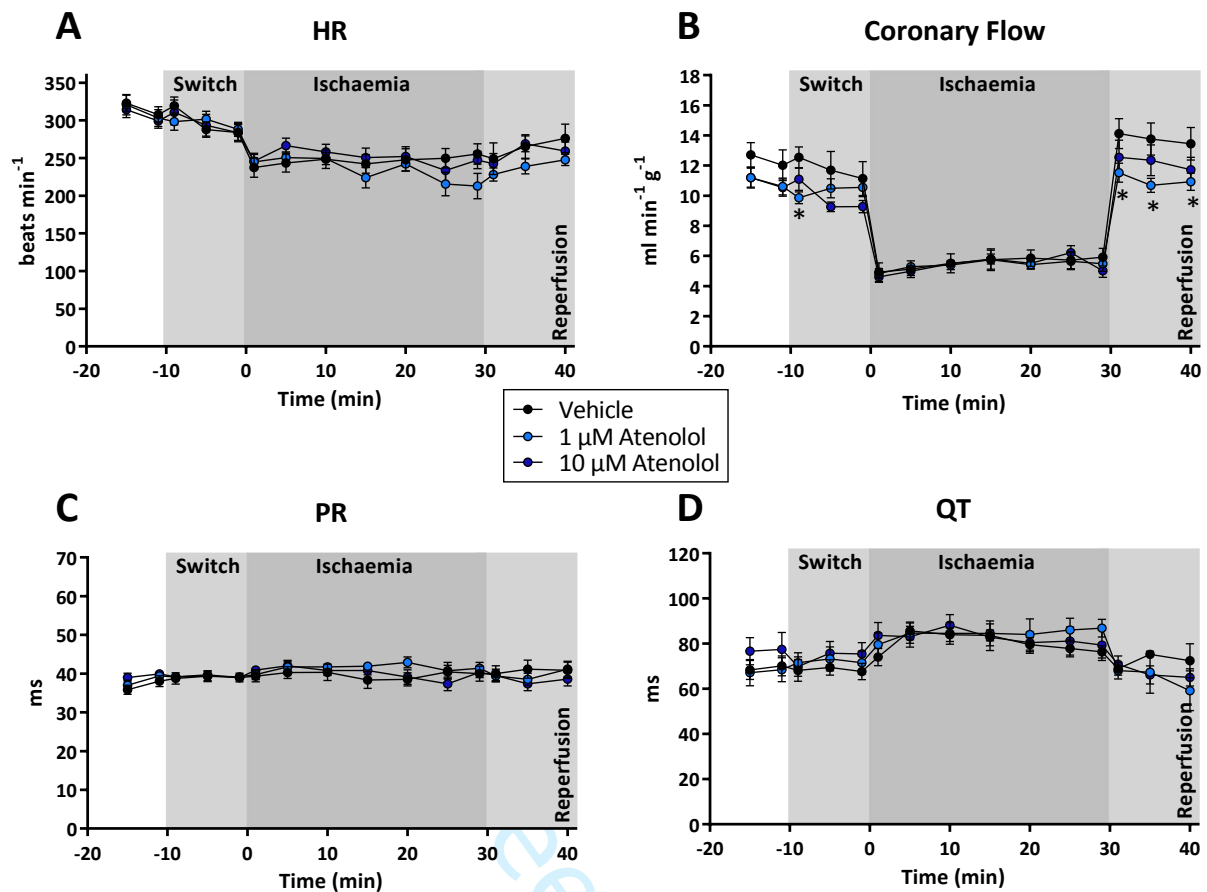 A
HR
beats min⁻¹
350
300
250
200
150
100
50
0
Switch
Ischaemia
Reperfusion
-20
-10
0
10
20
30
40
Time (min)
B
Coronary Flow
ml min⁻¹ g⁻¹
18
16
14
12
10
8
6
4
2
0
Switch
Ischaemia
*
*
*
*
Reperfusion
-20
-10
0
10
20
30
40
Time (min)
Vehicle
1 µM Atenolol
10 µM Atenolol
C
PR
ms
70
60
50
40
30
20
10
0
Switch
Ischaemia
Reperfusion
-20
-10
0
10
20
30
40
Time (min)
D
QT
120
100
80
60
40
20
0
Switch
Ischaemia
Reperfusion
-20
-10
0
10
20
30
40
Time (min)